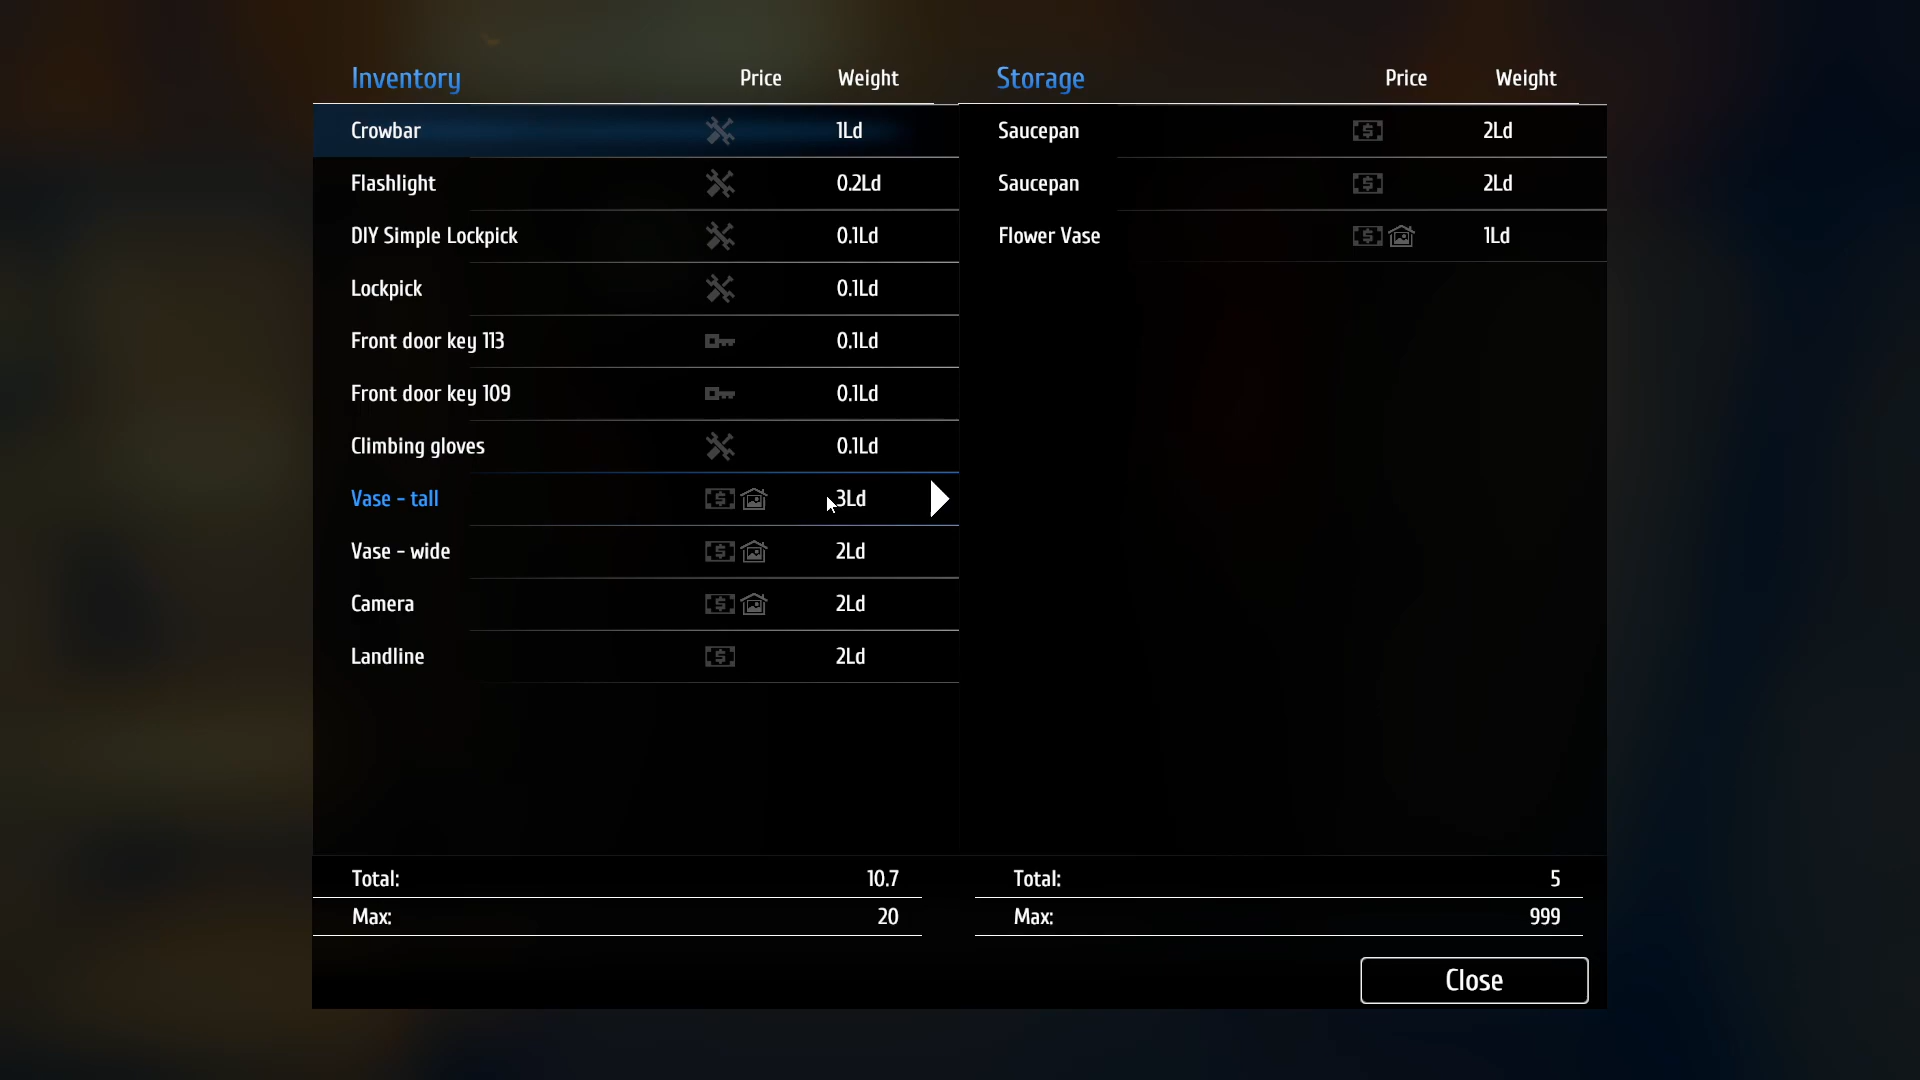 Inventory Price Weight
Crowbar 1Ld
Flashlight 0.2Ld
DIY Simple Lockpick 0.1Ld
Lockpick 0.1Ld
Front door key 113 0.1Ld
Front door key 109 0.1Ld
Climbing gloves 0.1Ld
Vase - tall 3Ld
Vase - wide 2Ld
Camera 2Ld
Landline 2Ld
Total: 10.7
Max: 20
Storage Price Weight
Saucepan 2Ld
Saucepan 2Ld
Flower Vase 1Ld
Total: 5
Max: 999
Close